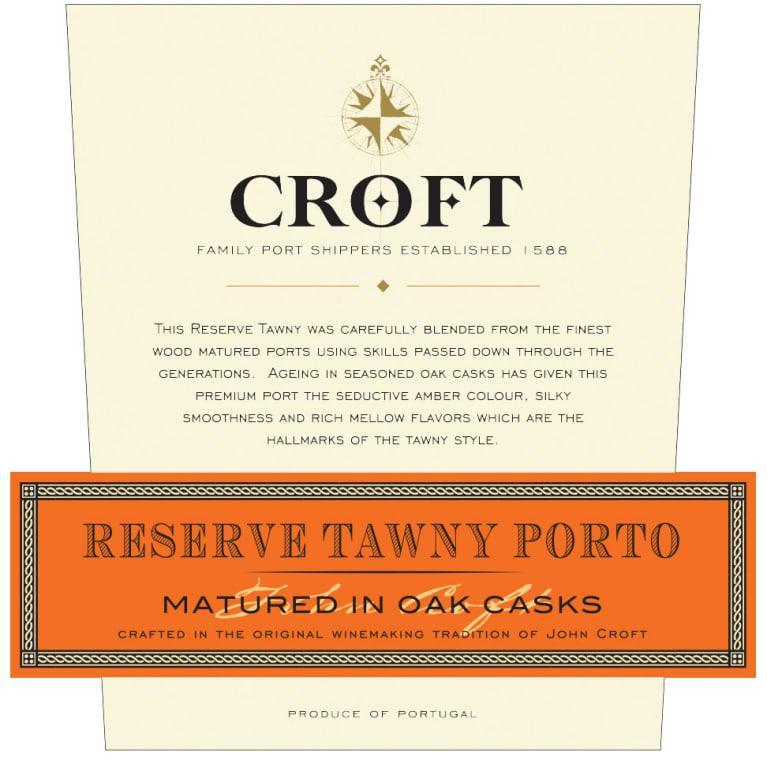 CROFT
FAMILY PORT SHIPPERS ESTABLISHED 1588
THIS RESERVE TAWNY WAS CAREFULLY BLENDED FROM THE FINEST
WOOD MATURED PORTS USING SKILLS PASSED DOWN THROUGH THE
GENERATIONS. AGEING IN SEASONED OAK CASKS HAS GIVEN THIS
PREMIUM PORT THE SEDUCTIVE AMBER COLOUR, SILKY
SMOOTHNESS AND RICH MELLOW FLAVORS WHICH ARE THE
HALLMARKS OF THE TAWNY STYLE.
RESERVE TAWNY PORTO
John Croft
MATURED IN OAK CASKS
CRAFTED IN THE ORIGINAL WINEMAKING TRADITION OF JOHN CROFT
PRODUCE OF PORTUGAL